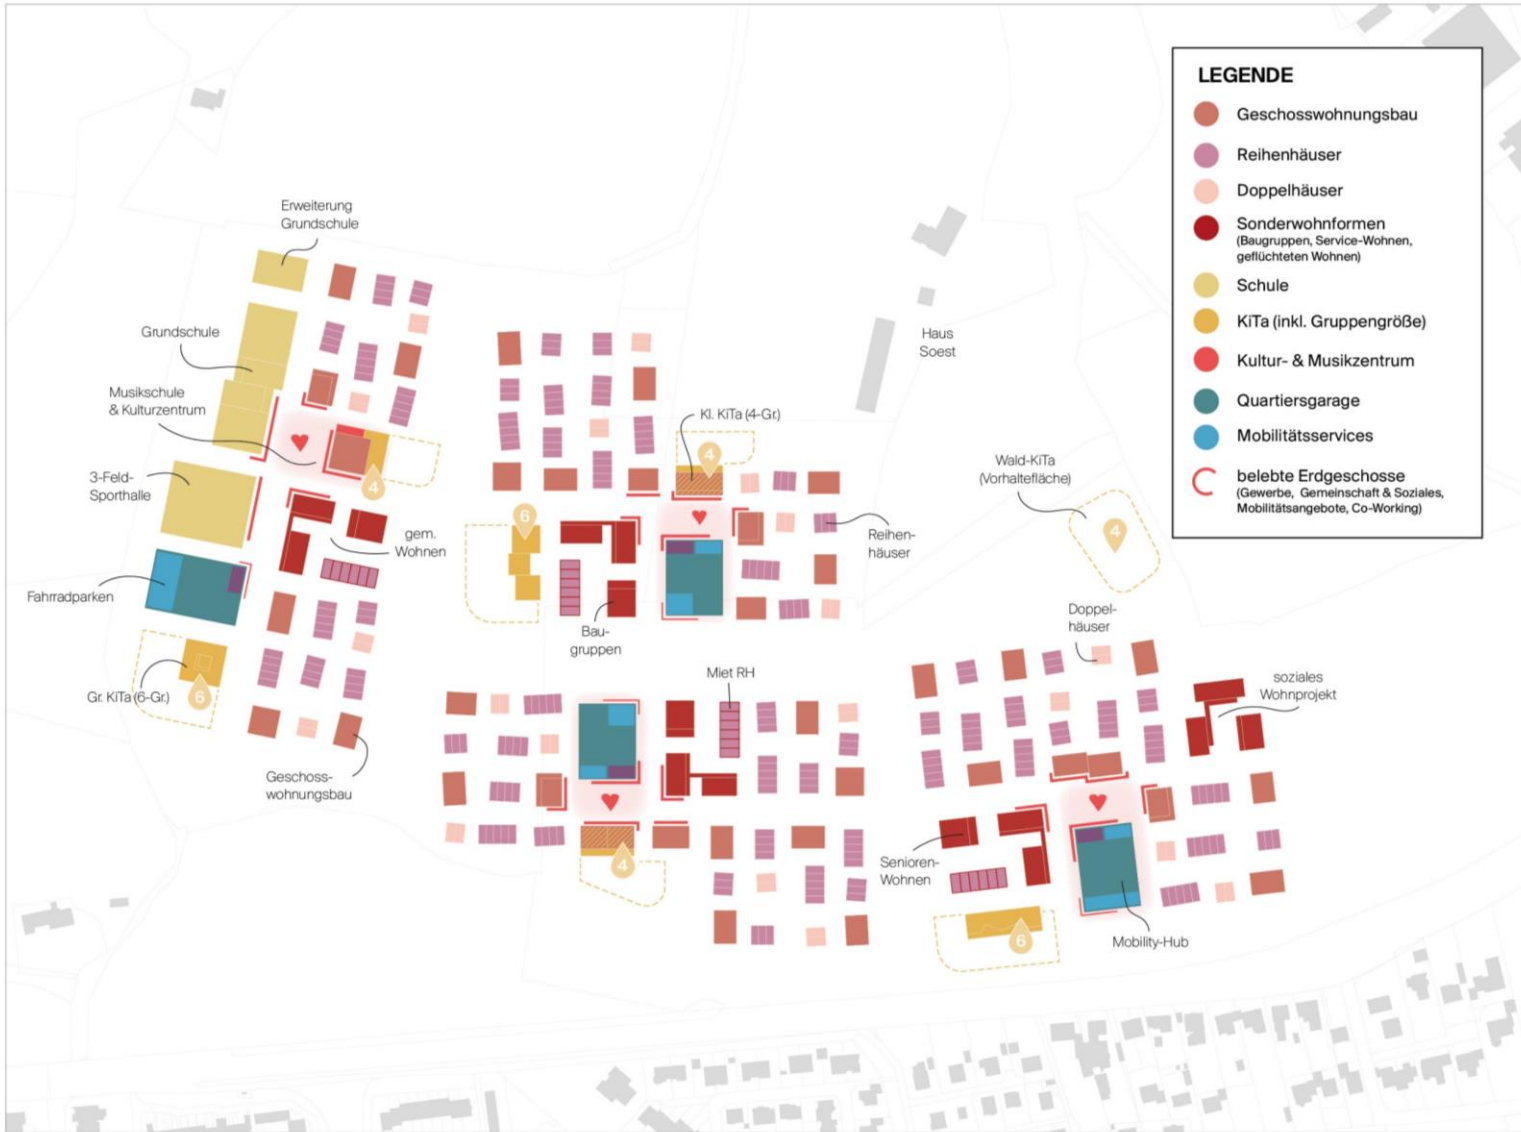 LEGENDE
Geschosswohnungsbau
Reihenhäuser
Doppelhäuser
Sonderwohnformen
(Baugruppen, Service-Wohnen,
geflüchteten Wohnen)
Schule
KiTa (inkl. Gruppengröße)
Kultur- & Musikzentrum
Quartiersgarage
Mobilitätsservices
belebte Erdgeschosse
(Gewerbe, Gemeinschaft & Soziales,
Mobilitätsangebote, Co-Working)
Erweiterung
Grundschule
Grundschule
Musikschule
& Kulturzentrum
3-Feld-
Sporthalle
4
gem.
Wohnen
Fahrradparken
Gr. KiTa (6-Gr.)
6
Geschoss-
wohnungsbau
Haus
Soest
Kl. KiTa (4-Gr.)
4
6
Reihen-
häuser
Bau-
gruppen
Wald-KiTa
(Vorhaltefläche)
4
Miet RH
4
Doppel-
häuser
soziales
Wohnprojekt
Senioren-
Wohnen
6
Mobility-Hub